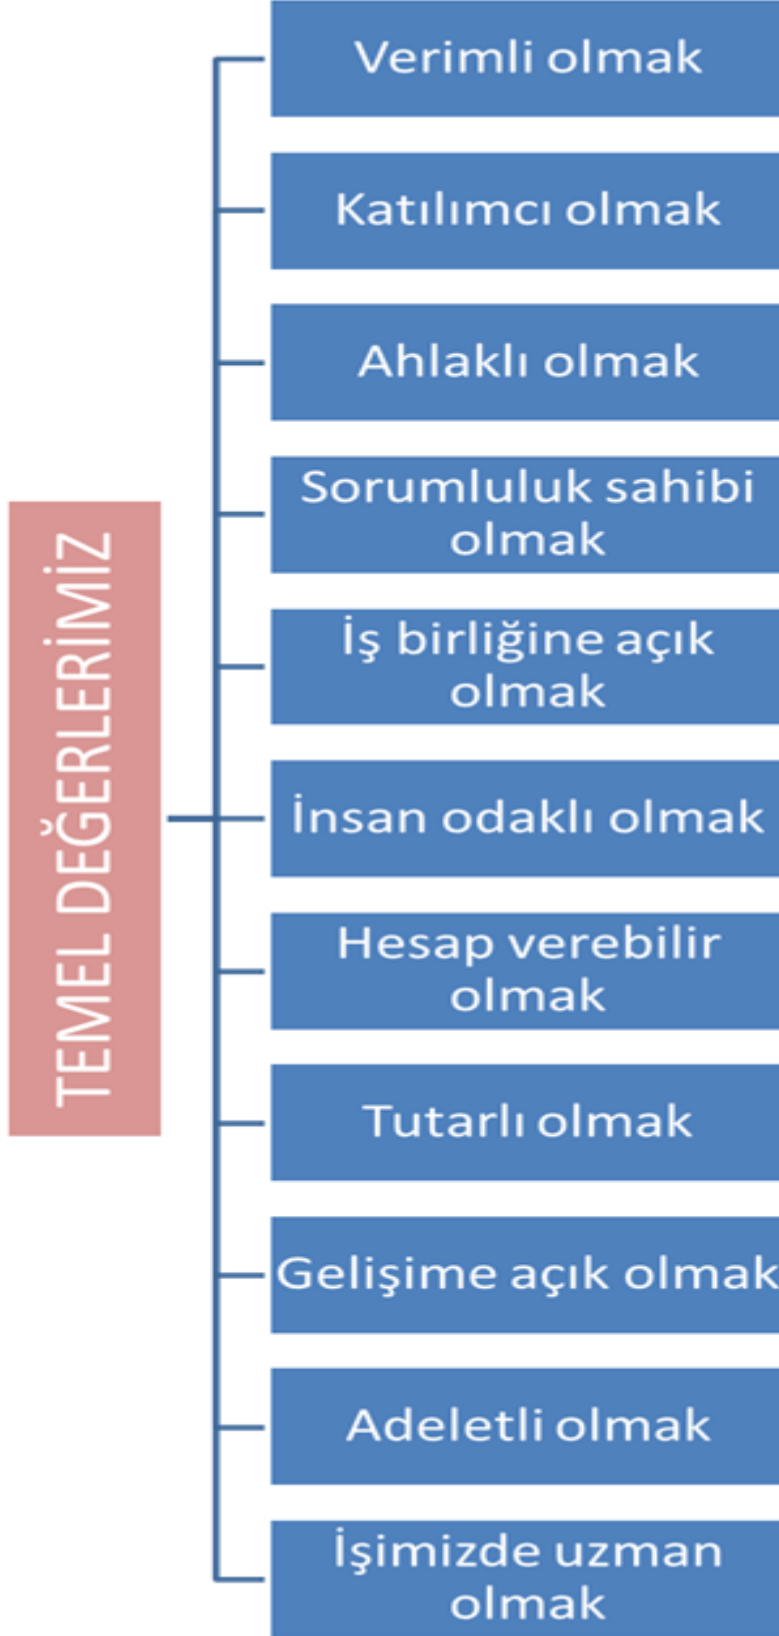 TEMEL DEĞERLERİMİZ
Verimli olmak
Katılımcı olmak
Ahlaklı olmak
Sorumluluk sahibi
olmak
İş birliğine açık
olmak
İnsan odaklı olmak
Hesap verebilir
olmak
Tutarlı olmak
Gelişime açık olmak
Adeletli olmak
İşimizde uzman
olmak